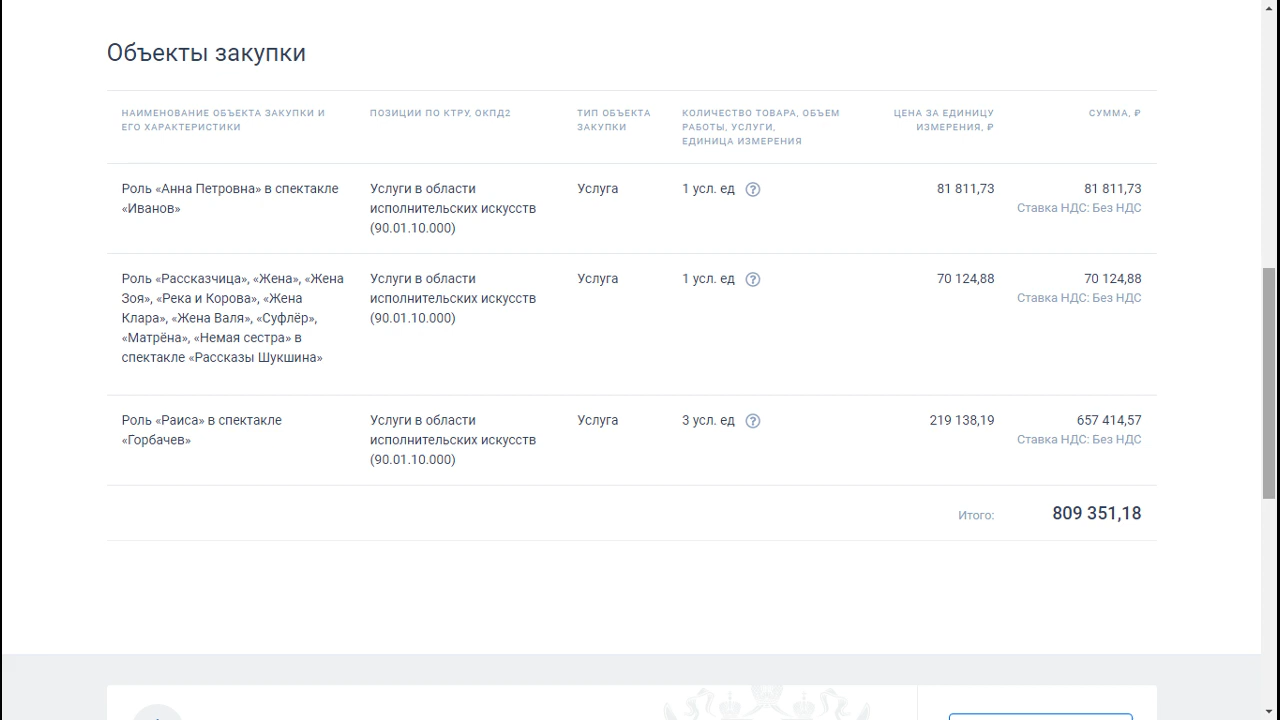 Объекты закупки
НАИМЕНОВАНИЕ ОБЪЕКТА ЗАКУПКИ И
ЕГО ХАРАКТЕРИСТИКИ
ПОЗИЦИИ ПО КТРУ, ОКПД2
ТИП ОБЪЕКТА
ЗАКУПКИ
КОЛИЧЕСТВО ТОВАРА, ОБЪЕМ
РАБОТЫ, УСЛУГИ,
ЕДИНИЦА ИЗМЕРЕНИЯ
ЦЕНА ЗА ЕДИНИЦУ
ИЗМЕРЕНИЯ, ₽
СУММА, ₽
Роль «Анна Петровна» в спектакле
«Иванов»
Услуги в области
исполнительских искусств
(90.01.10.000)
Услуга
1 усл. ед ?
81 811,73
81 811,73
Ставка НДС: Без НДС
Роль «Рассказчица», «Жена», «Жена
Зоя», «Река и Корова», «Жена
Клара», «Жена Валя», «Суфлёр»,
«Матрёна», «Немая сестра» в
спектакле «Рассказы Шукшина»
Услуги в области
исполнительских искусств
(90.01.10.000)
Услуга
1 усл. ед ?
70 124,88
70 124,88
Ставка НДС: Без НДС
Роль «Раиса» в спектакле
«Горбачев»
Услуги в области
исполнительских искусств
(90.01.10.000)
Услуга
3 усл. ед ?
219 138,19
657 414,57
Ставка НДС: Без НДС
Итого:
809 351,18